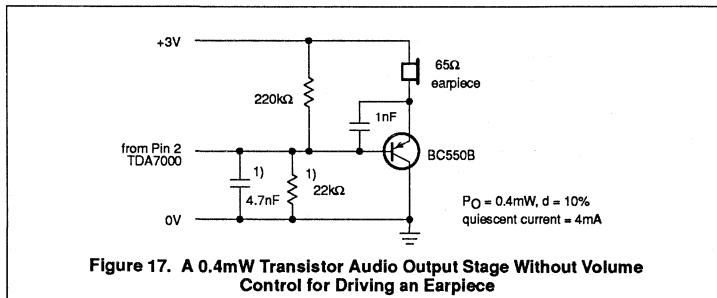 +3V
65Ω
earpiece
220kΩ
1nF
from Pin 2
TDA7000
BC550B
1)
1)
22kΩ
4.7nF
PO = 0.4mW, d = 10%
quiescent current = 4mA
0V
Figure 17. A 0.4mW Transistor Audio Output Stage Without Volume
Control for Driving an Earpiece